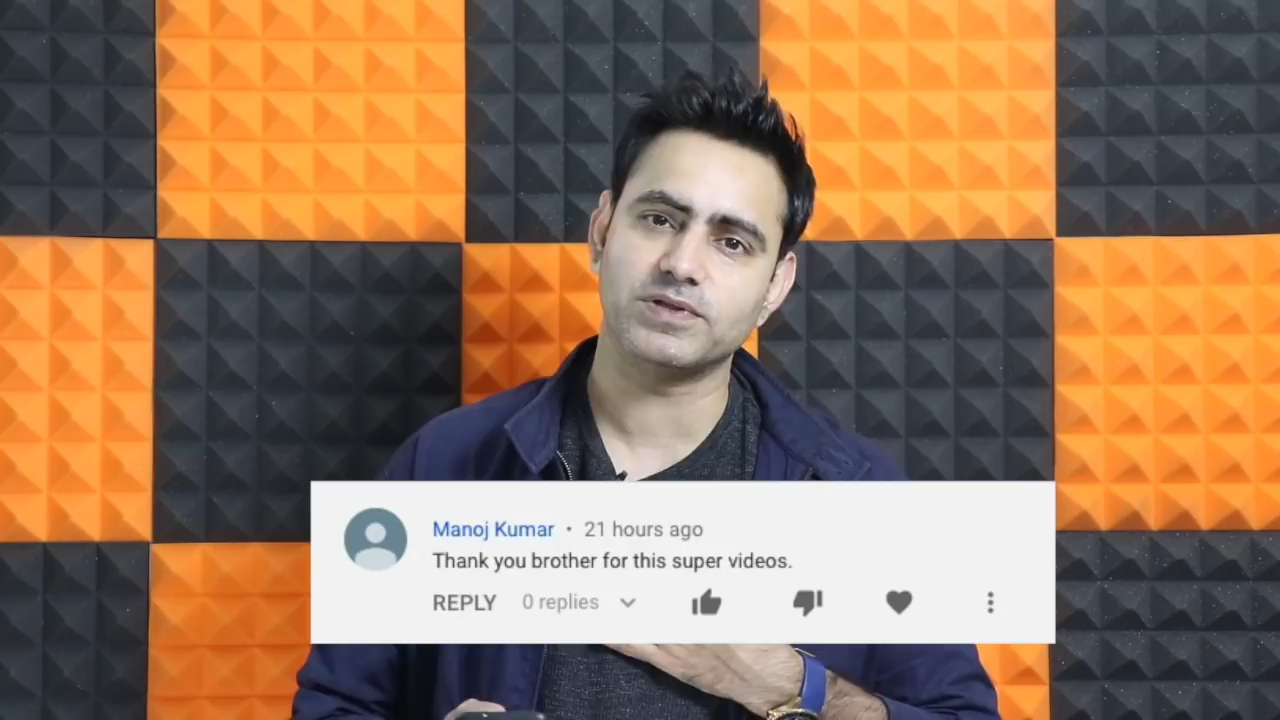 Manoj Kumar • 21 hours ago
Thank you brother for this super videos.
REPLY 0 replies